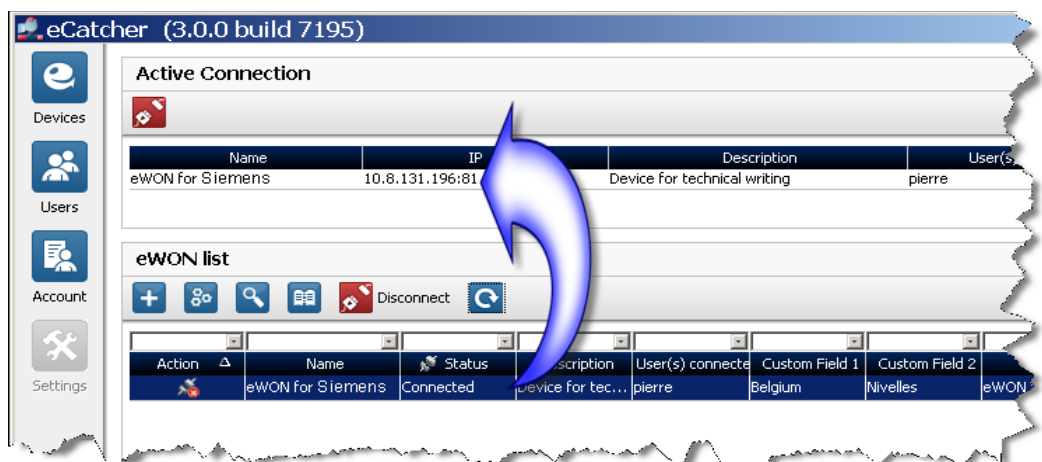 eCatcher (3.0.0 build 7195)
Active Connection
Devices
Name IP Description User(s)
eWON for Siemens 10.8.131.196:81 Device for technical writing pierre
Users
eWON list
Account
Disconnect
Action Name Status User(s) connecte Custom Field 1 Custom Field 2
eWON for Siemens Connected Device for tec... pierre Belgium Nivelles eWON
Settings